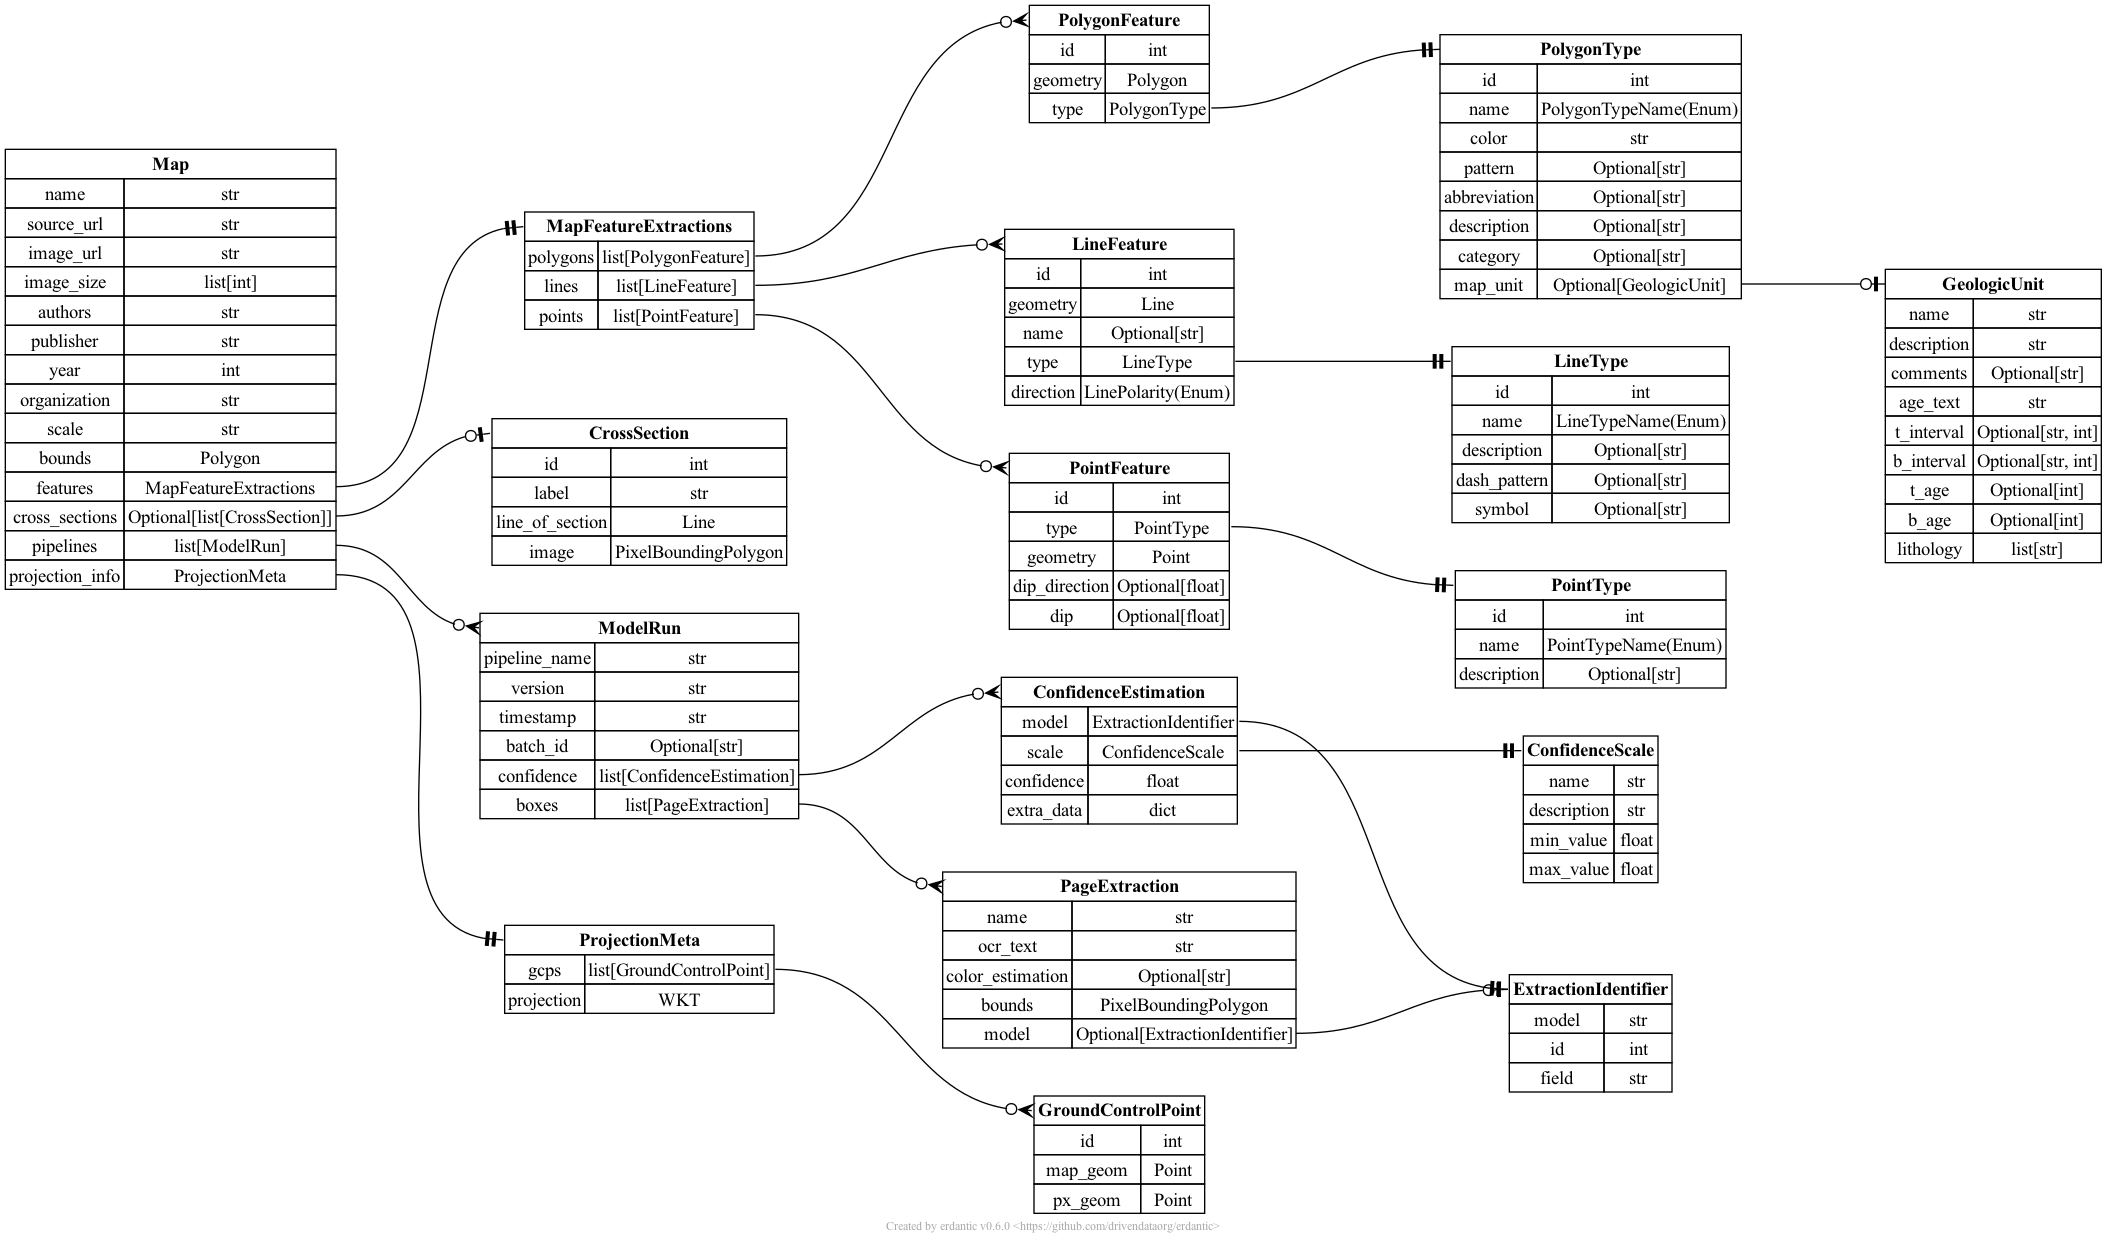 Map
name str
source_url str
image_url str
image_size list[int]
authors str
publisher str
year int
organization str
scale str
bounds Polygon
features MapFeatureExtractions
cross_sections Optional[list[CrossSection]]
pipelines list[ModelRun]
projection_info ProjectionMeta
MapFeatureExtractions
polygons list[PolygonFeature]
lines list[LineFeature]
points list[PointFeature]
CrossSection
id int
label str
line_of_section Line
image PixelBoundingPolygon
ModelRun
pipeline_name str
version str
timestamp str
batch_id Optional[str]
confidence list[ConfidenceEstimation]
boxes list[PageExtraction]
ProjectionMeta
gcps list[GroundControlPoint]
projection WKT
PolygonFeature
id int
geometry Polygon
type PolygonType
LineFeature
id int
geometry Line
name Optional[str]
type LineType
direction LinePolarity(Enum)
PointFeature
id int
type PointType
geometry Point
dip_direction Optional[float]
dip Optional[float]
ConfidenceEstimation
model ExtractionIdentifier
scale ConfidenceScale
confidence float
extra_data dict
PageExtraction
name str
ocr_text str
color_estimation Optional[str]
bounds PixelBoundingPolygon
model Optional[ExtractionIdentifier]
GroundControlPoint
id int
map_geom Point
px_geom Point
PolygonType
id int
name PolygonTypeName(Enum)
color str
pattern Optional[str]
abbreviation Optional[str]
description Optional[str]
category Optional[str]
map_unit Optional[GeologicUnit]
LineType
id int
name LineTypeName(Enum)
description Optional[str]
dash_pattern Optional[str]
symbol Optional[str]
PointType
id int
name PointTypeName(Enum)
description Optional[str]
ConfidenceScale
name str
description str
min_value float
max_value float
ExtractionIdentifier
model str
id int
field str
GeologicUnit
name str
description str
comments Optional[str]
age_text str
t_interval Optional[str, int]
b_interval Optional[str, int]
t_age Optional[int]
b_age Optional[int]
lithology list[str]
Created by erdantic v0.6.0 <https://github.com/drivendataorg/erdantic>